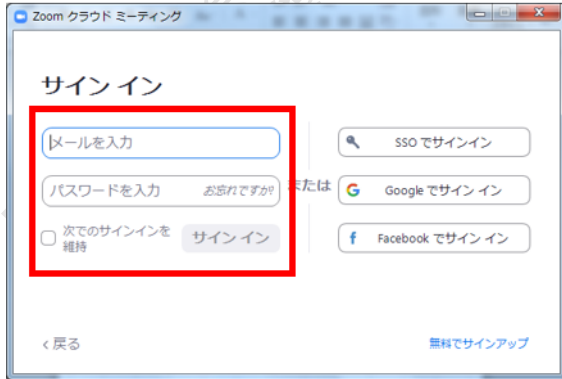 Zoom クラウド ミーティング
サイン イン
メールを入力
パスワードを入力 お忘れですか?
次でのサインインを
維持
サイン イン
または
SSO でサインイン
Google でサイン イン
Facebook でサイン イン
戻る
無料でサインアップ